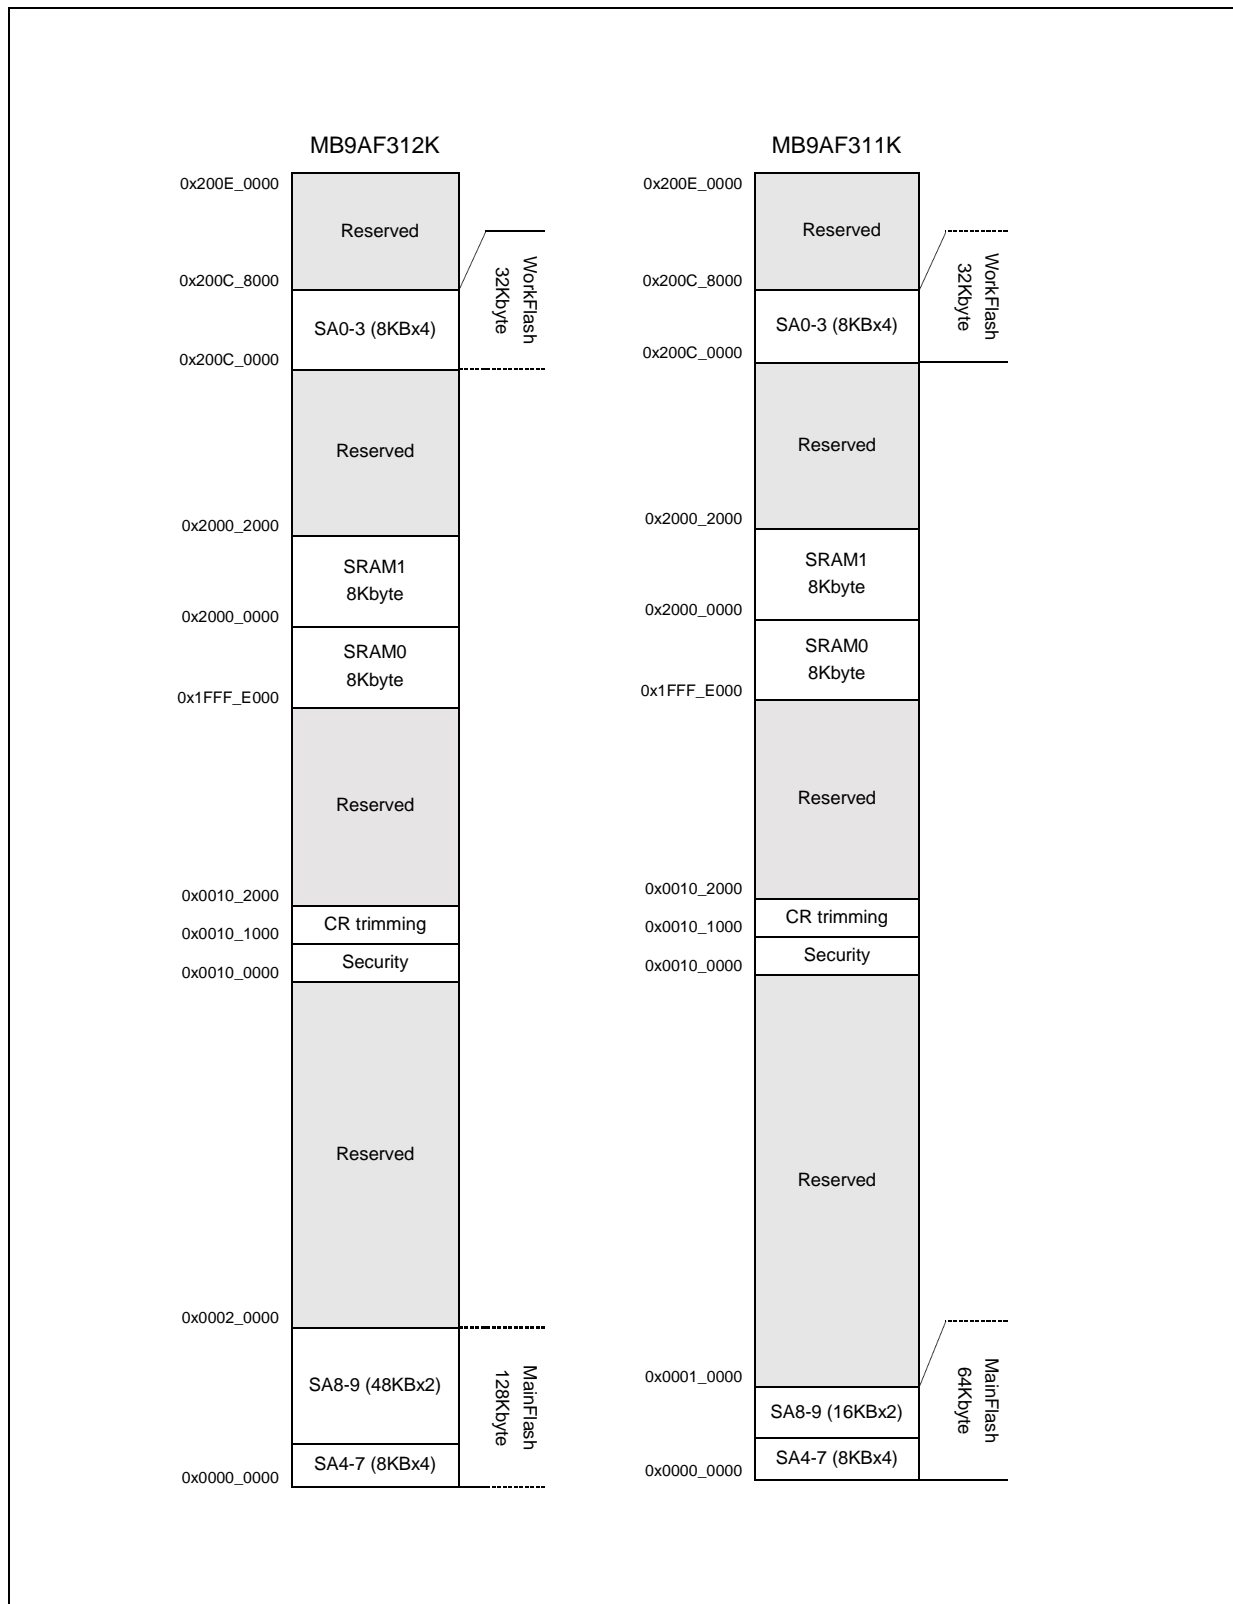 MB9AF312K
0x200E_0000
Reserved
0x200C_8000
WorkFlash
32Kbyte
SA0-3 (8KBx4)
0x200C_0000
Reserved
0x2000_2000
SRAM1
8Kbyte
0x2000_0000
SRAM0
8Kbyte
0x1FFF_E000
Reserved
0x0010_2000
CR trimming
0x0010_1000
Security
0x0010_0000
Reserved
0x0002_0000
SA8-9 (48KBx2)
MainFlash
128Kbyte
SA4-7 (8KBx4)
0x0000_0000
MB9AF311K
0x200E_0000
Reserved
0x200C_8000
WorkFlash
32Kbyte
SA0-3 (8KBx4)
0x200C_0000
Reserved
0x2000_2000
SRAM1
8Kbyte
0x2000_0000
SRAM0
8Kbyte
0x1FFF_E000
Reserved
0x0010_2000
CR trimming
0x0010_1000
Security
0x0010_0000
Reserved
0x0001_0000
SA8-9 (16KBx2)
MainFlash
64Kbyte
SA4-7 (8KBx4)
0x0000_0000